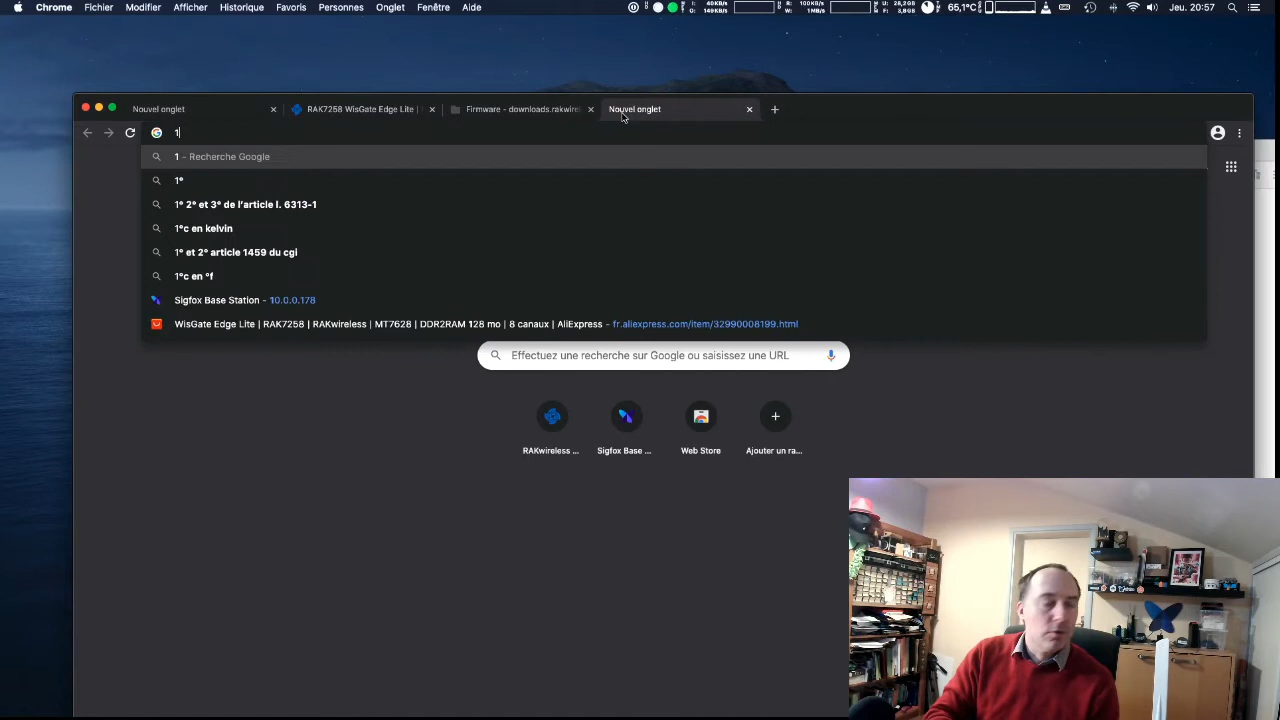 Chrome Fichier Modifier Afficher Historique Favoris Personnes Onglet Fenêtre Aide 65,1°C Jeu. 20:57
Nouvel onglet RAK7258 WisGate Edge Lite | Firmware - downloads.rakwire Nouvel onglet
1
1 - Recherche Google
1°
1° 2° et 3° de l'article l. 6313-1
1°c en kelvin
1° et 2° article 1459 du cgi
1°c en °f
Sigfox Base Station - 10.0.0.178
WisGate Edge Lite | RAK7258 | RAKwireless | MT7628 | DDR2RAM 128 mo | 8 canaux | AliExpress - fr.aliexpress.com/item/32990008199.html
Effectuez une recherche sur Google ou saisissez une URL
RAKwireless ... Sigfox Base ... Web Store Ajouter un ra...